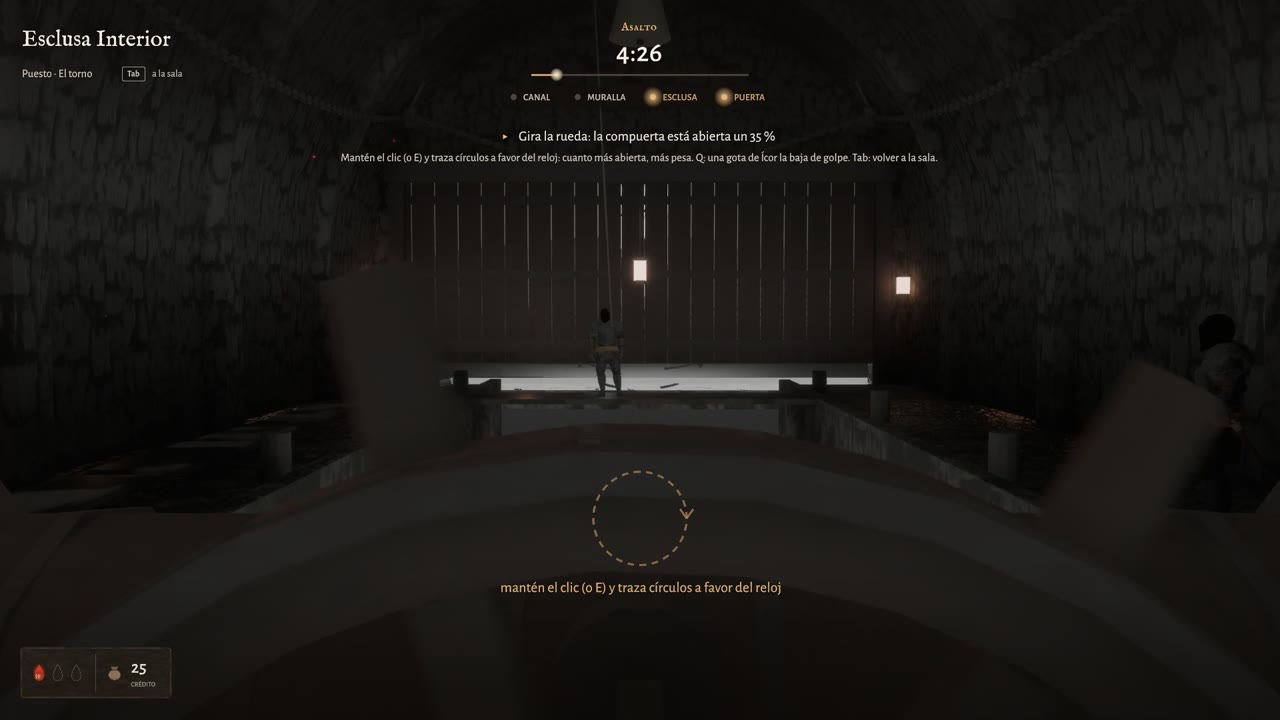 Esclusa Interior
Puesto · El torno
Tab a la sala
Asalto
4:26
CANAL MURALLA ESCLUSA PUERTA
Gira la rueda: la compuerta está abierta un 35 %
Mantén el clic (o E) y traza círculos a favor del reloj: cuanto más abierta, más pesa. Q: una gota de Ícor la baja de golpe. Tab: volver a la sala.
mantén el clic (o E) y traza círculos a favor del reloj
25
CRÉDITO